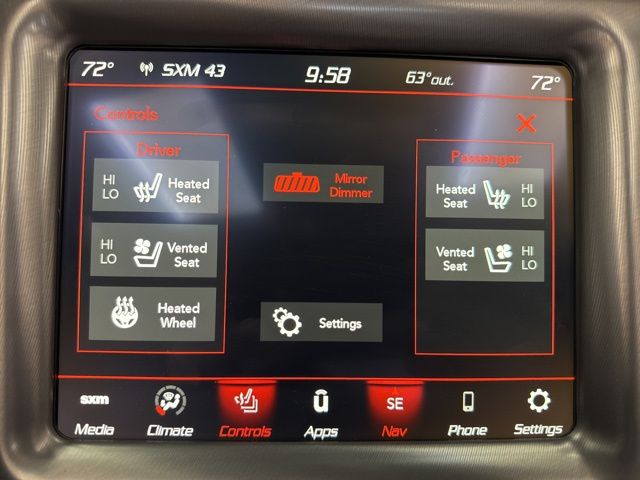 72° SXM 43 9:58 63°out. 72°
Controls
Driver
Passenger
HI
LO
Heated
Seat
Mirror
Dimmer
Heated
Seat
HI
LO
HI
LO
Vented
Seat
Vented
Seat
HI
LO
Heated
Wheel
Settings
sxm
SE
Media Climate Controls Apps Nav Phone Settings